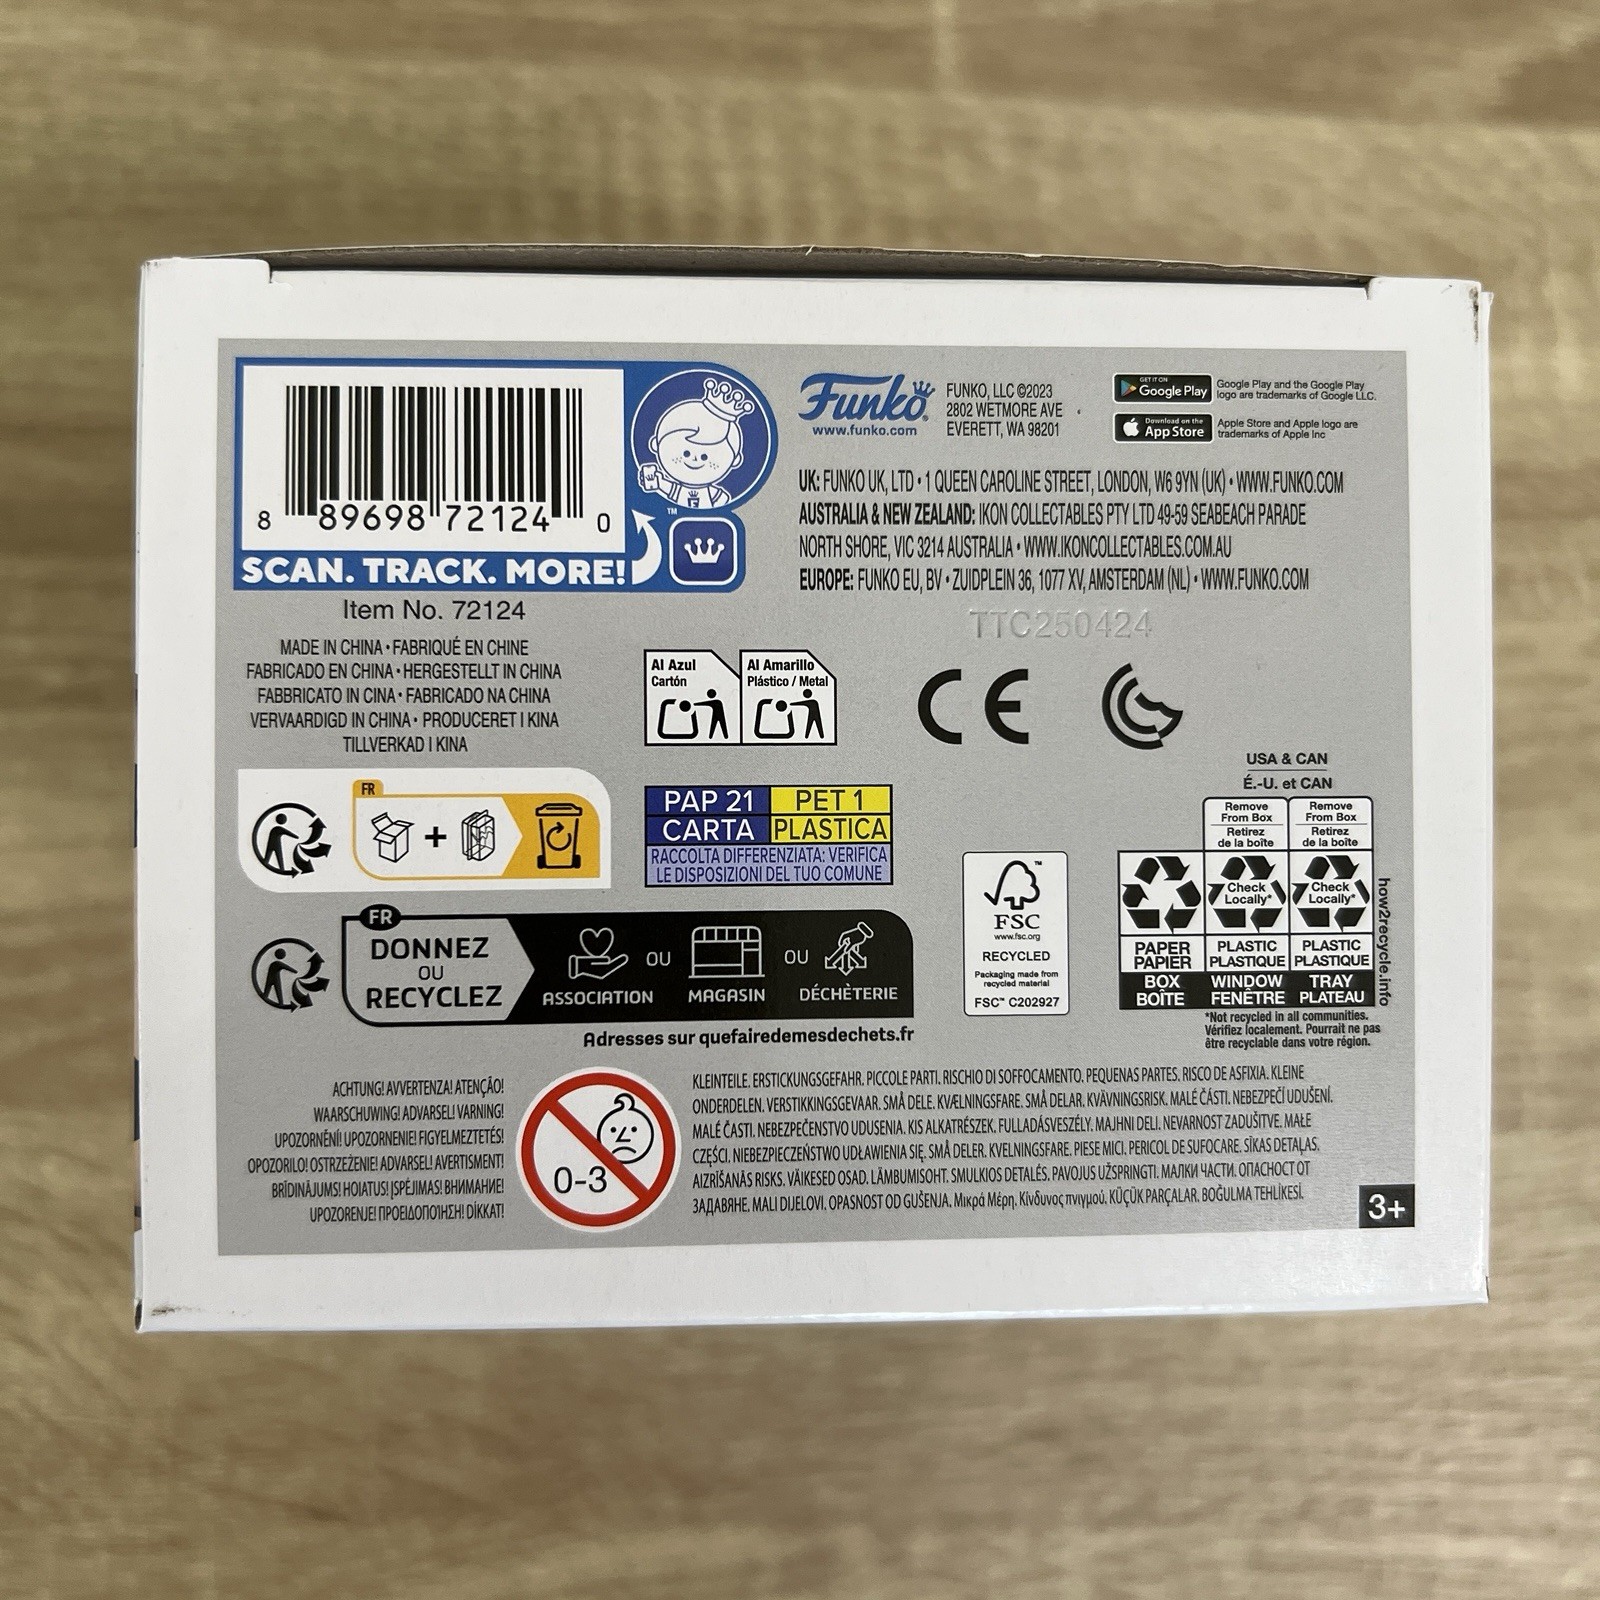 8 89698 72124 0
SCAN. TRACK. MORE!
TM
Item No. 72124
MADE IN CHINA • FABRIQUÉ EN CHINE
FABRICADO EN CHINA • HERGESTELLT IN CHINA
FABBRICATO IN CINA • FABRICADO NA CHINA
VERVAARDIGD IN CHINA • PRODUCERET I KINA
TILLVERKAD I KINA
Funko
www.funko.com
FUNKO, LLC ©2023
2802 WETMORE AVE
EVERETT, WA 98201
GET IT ON
Google Play
Google Play and the Google Play
logo are trademarks of Google LLC.
Download on the
App Store
Apple Store and Apple logo are
trademarks of Apple Inc
UK: FUNKO UK, LTD • 1 QUEEN CAROLINE STREET, LONDON, W6 9YN (UK) • WWW.FUNKO.COM
AUSTRALIA & NEW ZEALAND: IKON COLLECTABLES PTY LTD 49-59 SEABEACH PARADE
NORTH SHORE, VIC 3214 AUSTRALIA • WWW.IKONCOLLECTABLES.COM.AU
EUROPE: FUNKO EU, BV • ZUIDPLEIN 36, 1077 XV, AMSTERDAM (NL) • WWW.FUNKO.COM
TTC250424
Al Azul
Cartón
Al Amarillo
Plástico / Metal
CE
FR
+
PAP 21
CARTA
PET 1
PLASTICA
RACCOLTA DIFFERENZIATA: VERIFICA
LE DISPOSIZIONI DEL TUO COMUNE
FR
DONNEZ
OU
RECYCLEZ
ASSOCIATION
OU
MAGASIN
OU
DÉCHÈTERIE
Adresses sur quefairedemesdechets.fr
FSC
www.fsc.org
RECYCLED
Packaging made from
recycled material
FSC™ C202927
USA & CAN
É.-U. et CAN
Remove
From Box
Retirez
de la boîte
Remove
From Box
Retirez
de la boîte
Check
Locally*
Check
Locally*
PAPER
PAPIER
PLASTIC
PLASTIQUE
PLASTIC
PLASTIQUE
BOX
BOÎTE
WINDOW
FENÊTRE
TRAY
PLATEAU
how2recycle.info
*Not recycled in all communities.
Vérifiez localement. Pourrait ne pas
être recyclable dans votre région.
ACHTUNG! AVVERTENZA! ATENÇÃO!
WAARSCHUWING! ADVARSEL! VARNING!
UPOZORNĚNÍ! UPOZORNENIE! FIGYELMEZTETÉS!
OPOZORILO! OSTRZEŻENIE! ADVARSEL! AVERTISMENT!
BRĪDINĀJUMS! HOIATUS! ĮSPĖJIMAS! ВНИМАНИЕ!
UPOZORENJE! ΠΡΟΕΙΔΟΠΟΙΗΣΗ! DİKKAT!
0-3
KLEINTEILE. ERSTICKUNGSGEFAHR. PICCOLE PARTI. RISCHIO DI SOFFOCAMENTO. PEQUENAS PARTES. RISCO DE ASFIXIA. KLEINE
ONDERDELEN. VERSTIKKINGSGEVAAR. SMÅ DELE. KVÆLNINGSFARE. SMÅ DELAR. KVÄVNINGSRISK. MALÉ ČÁSTI. NEBEZPEČÍ UDUŠENÍ.
MALÉ ČASTI. NEBEZPEČENSTVO UDUSENIA. KIS ALKATRÉSZEK. FULLADÁSVESZÉLY. MAJHNI DELI. NEVARNOST ZADUŠITVE. MAŁE
CZĘŚCI. NIEBEZPIECZEŃSTWO UDŁAWIENIA SIĘ. SMÅ DELER. KVELNINGSFARE. PIESE MICI. PERICOL DE SUFOCARE. SĪKAS DETAĻAS.
AIZRĪŠANĀS RISKS. VÄIKESED OSAD. LÄMBUMISOHT. SMULKIOS DETALĖS. PAVOJUS UŽSPRINGTI. МАЛКИ ЧАСТИ. ОПАСНОСТ ОТ
ЗАДАВЯНЕ. MALI DIJELOVI. OPASNOST OD GUŠENJA. Μικρά Μέρη. Κίνδυνος πνιγμού. KÜÇÜK PARÇALAR. BOĞULMA TEHLİKESİ.
3+